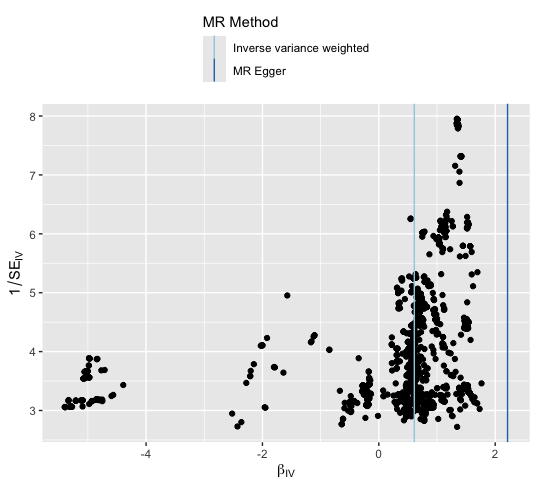 MR Method
Inverse variance weighted
MR Egger
8
7
6
5
4
3
1/SE_IV
-4
-2
0
2
β_IV